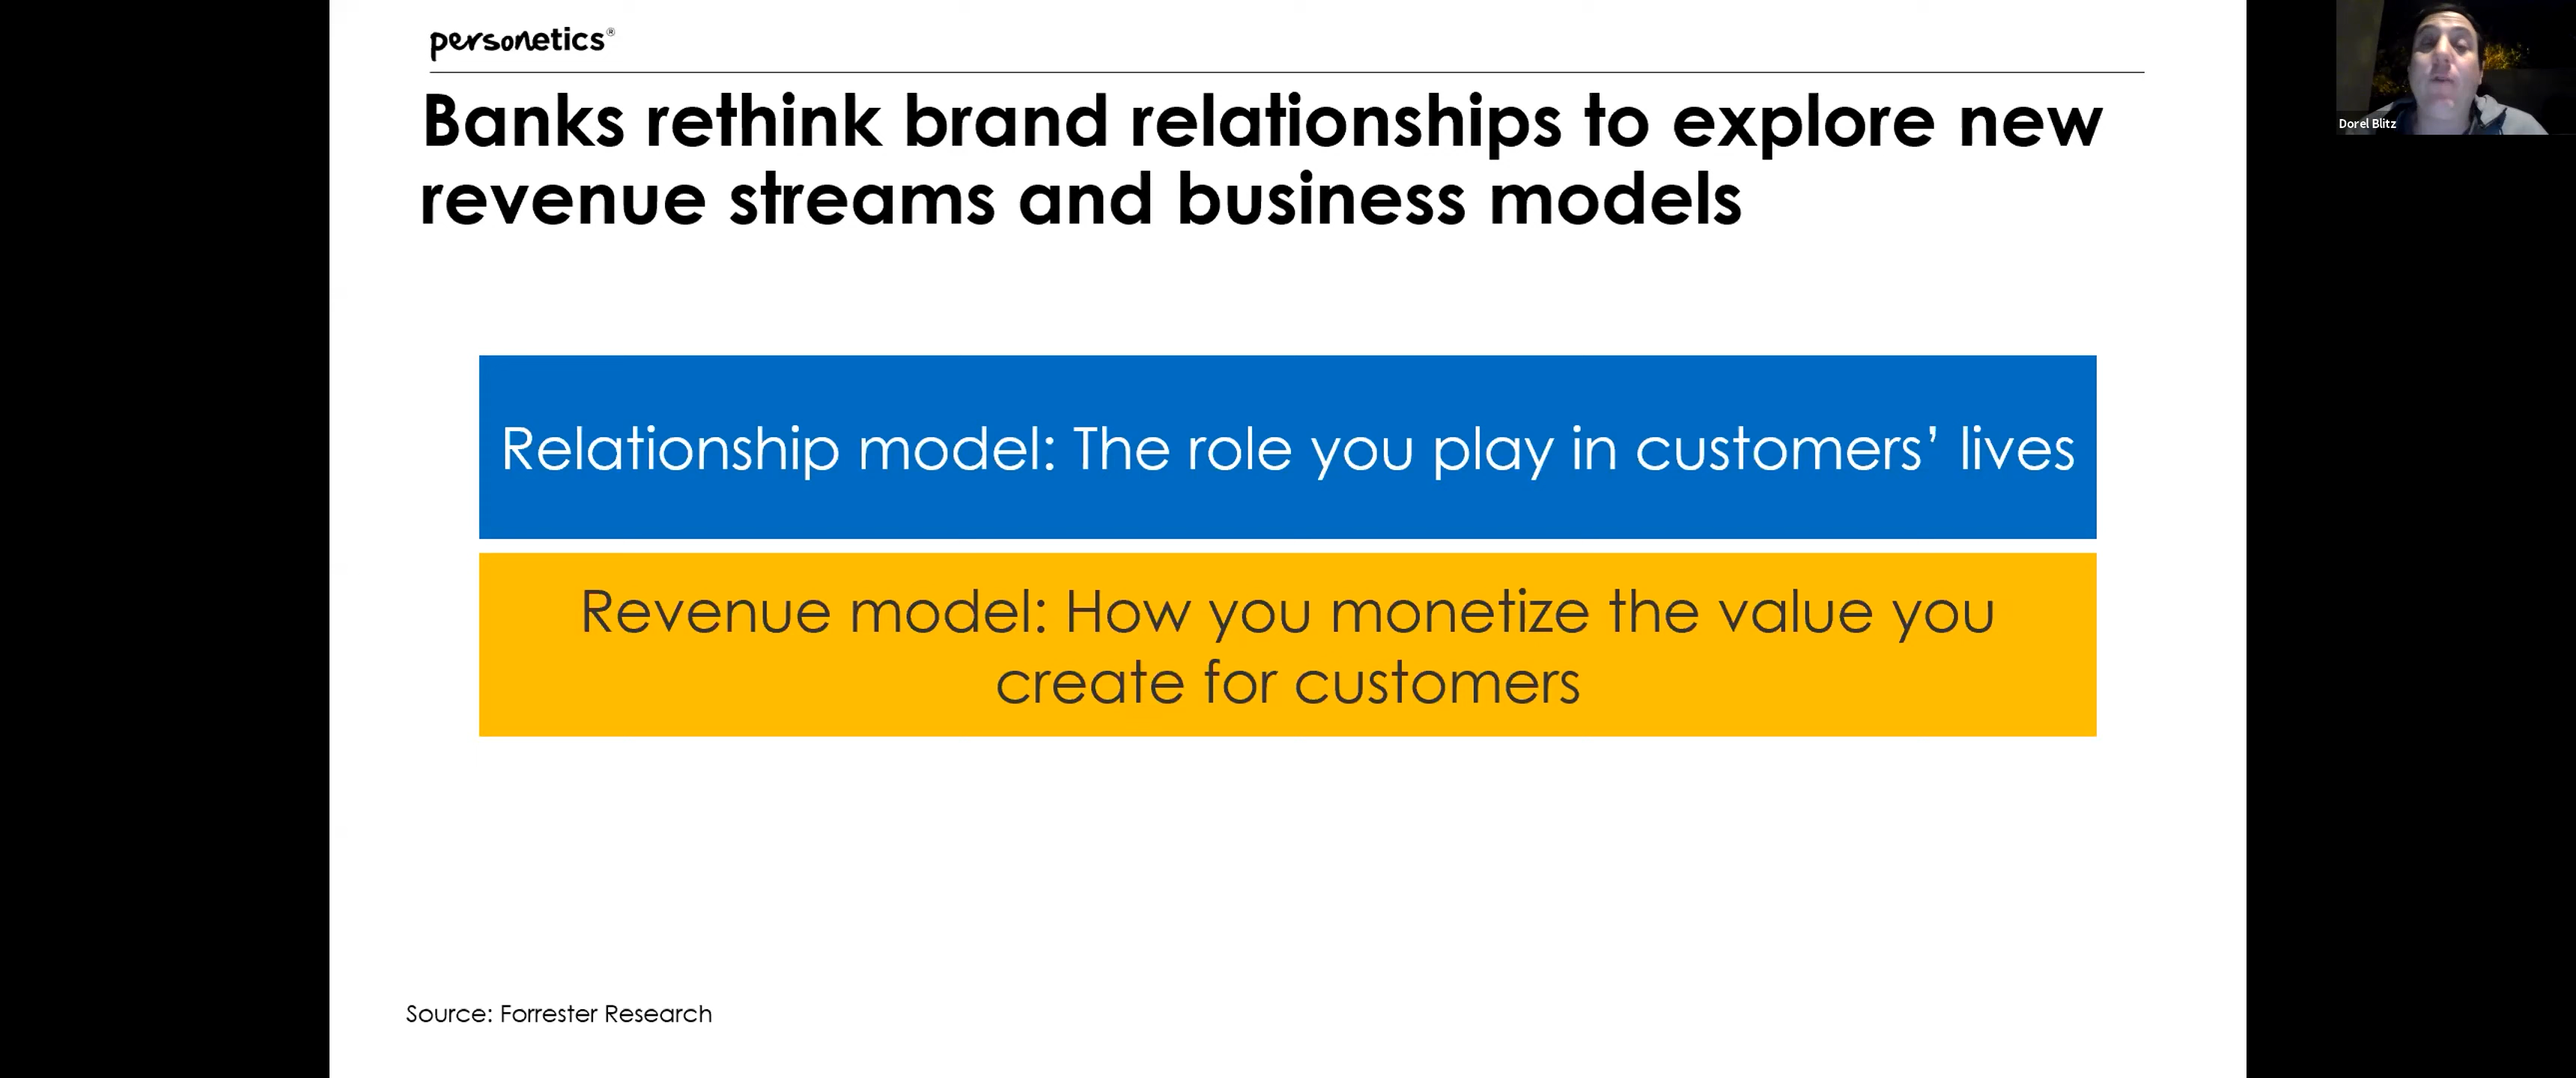 personetics®
Banks rethink brand relationships to explore new
revenue streams and business models
Relationship model: The role you play in customers’ lives
Revenue model: How you monetize the value you
create for customers
Source: Forrester Research
Dorel Blitz